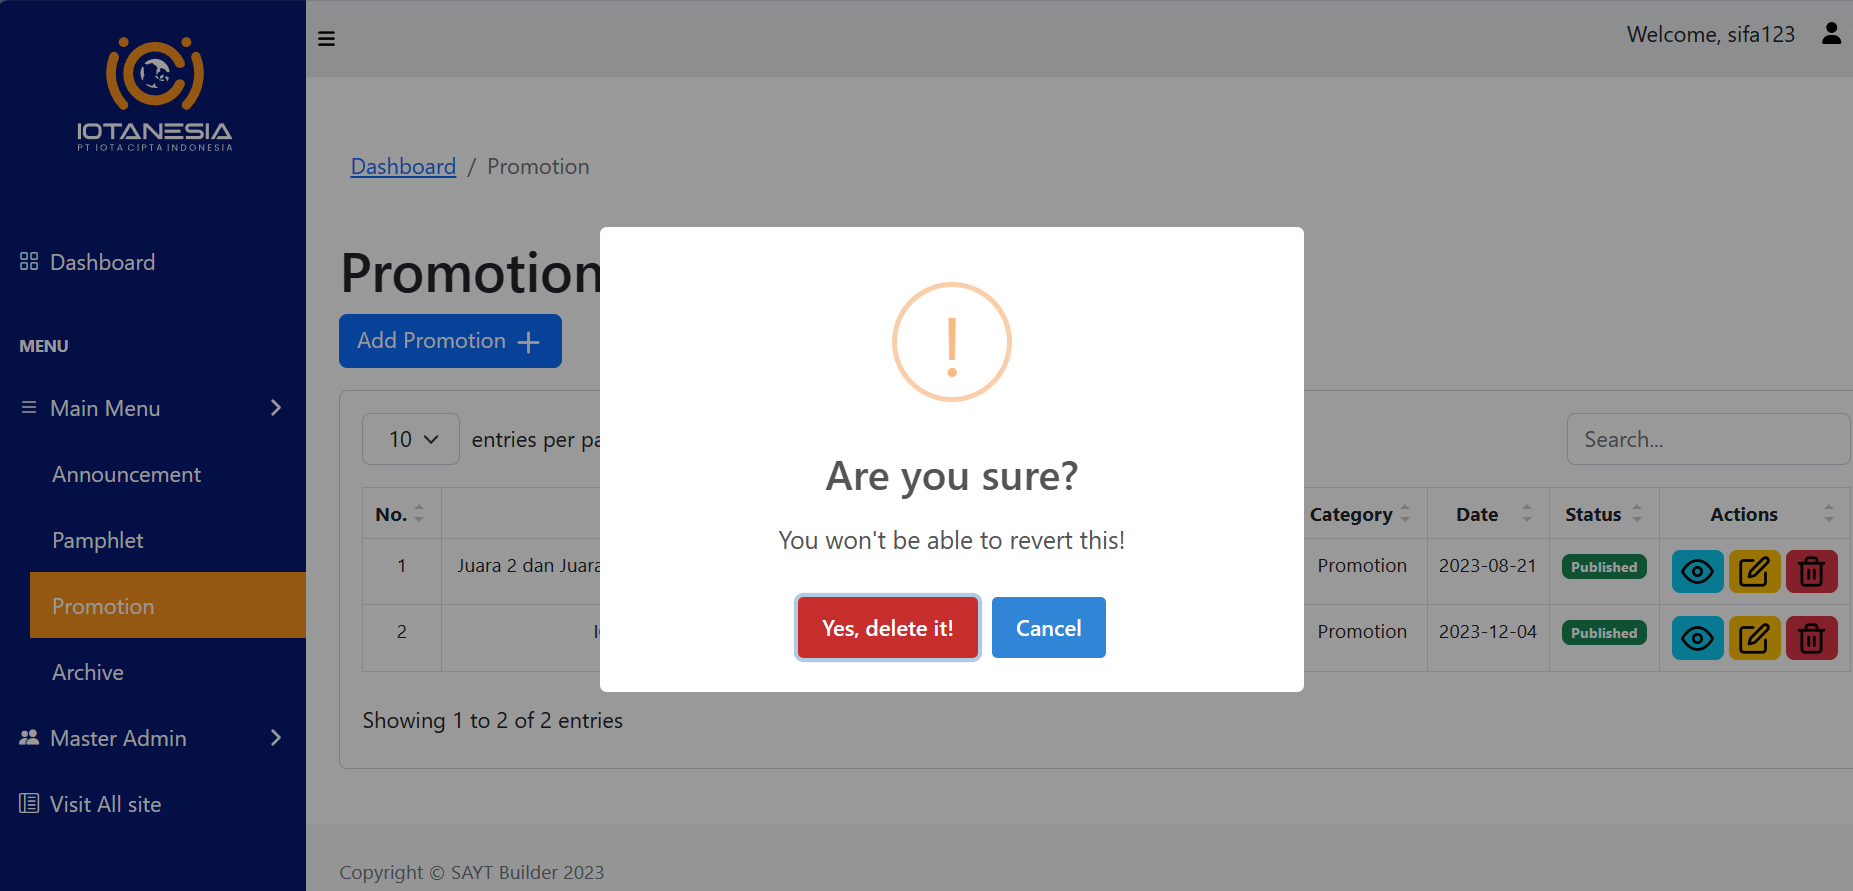 IOTANESIA
PT IOTA CIPTA INDONESIA
Welcome, sifa123
Dashboard / Promotion
Dashboard
MENU
Main Menu
Announcement
Pamphlet
Promotion
Archive
Master Admin
Visit All site
Promotion
Add Promotion
10 entries per pa
Search...
No. Category Date Status Actions
1 Juara 2 dan Juara Promotion 2023-08-21 Published
2 Promotion 2023-12-04 Published
Showing 1 to 2 of 2 entries
!
Are you sure?
You won't be able to revert this!
Yes, delete it! Cancel
Copyright © SAYT Builder 2023